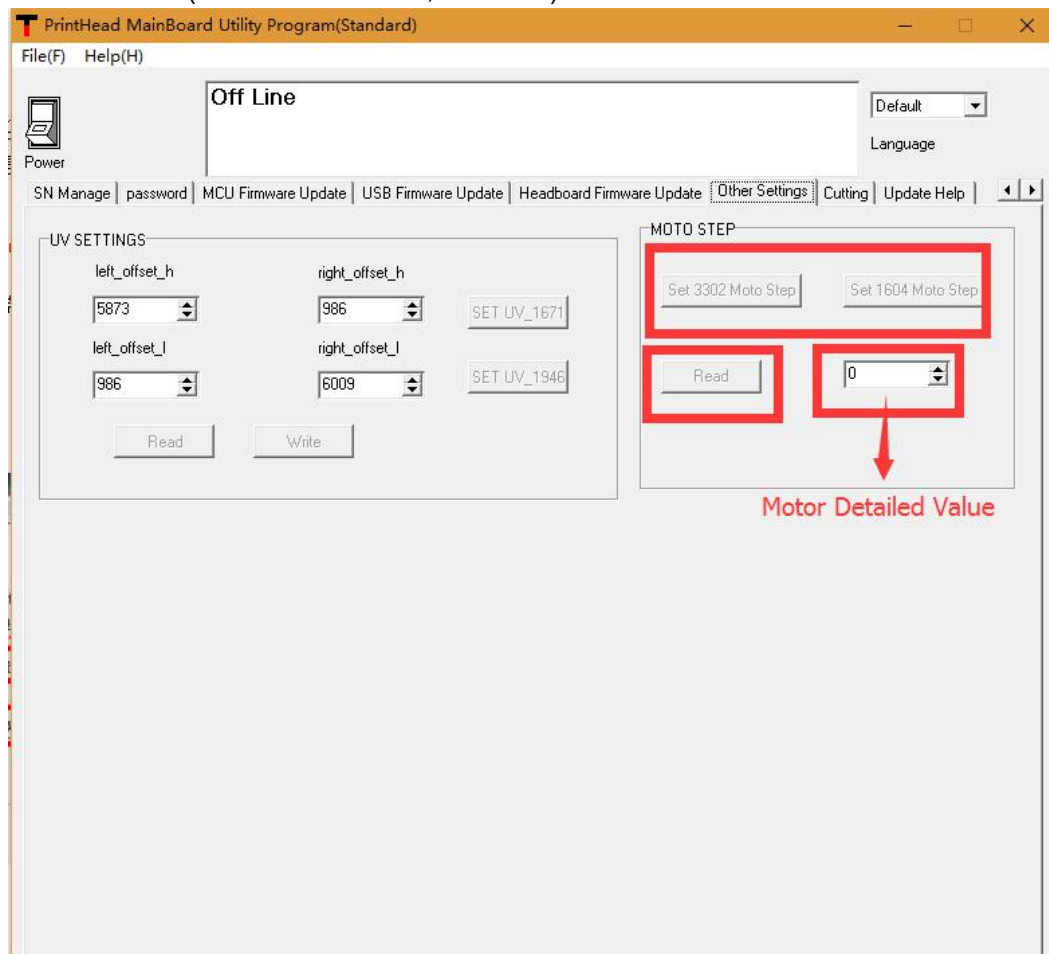 PrintHead MainBoard Utility Program(Standard)
File(F) Help(H)
Off Line
Default
Power
Language
SN Manage password MCU Firmware Update USB Firmware Update Headboard Firmware Update Other Settings Cutting Update Help
UV SETTINGS
left_offset_h right_offset_h
5873 986 SET UV_1671
left_offset_l right_offset_l
986 6009 SET UV_1946
Read Write
MOTO STEP
Set 3302 Moto Step Set 1604 Moto Step
Read 0
Motor Detailed Value